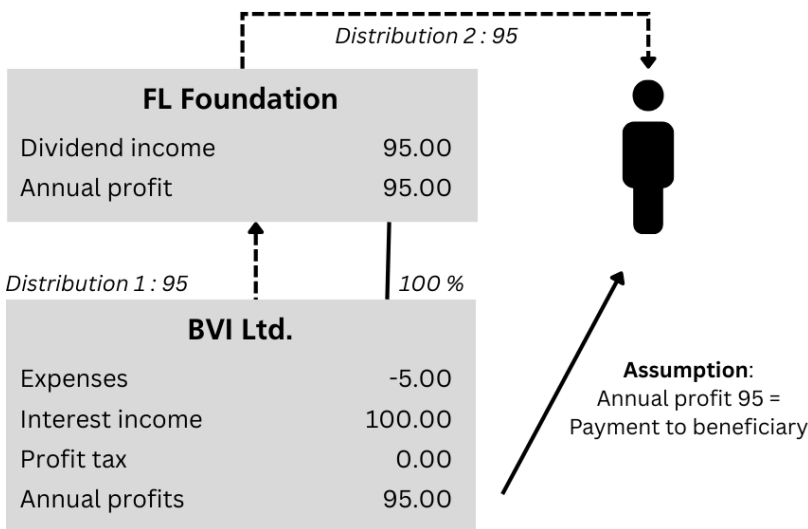 Distribution 2 : 95
FL Foundation
Dividend income 95.00
Annual profit 95.00
Distribution 1 : 95
100 %
BVI Ltd.
Expenses -5.00
Interest income 100.00
Profit tax 0.00
Annual profits 95.00
Assumption:
Annual profit 95 =
Payment to beneficiary